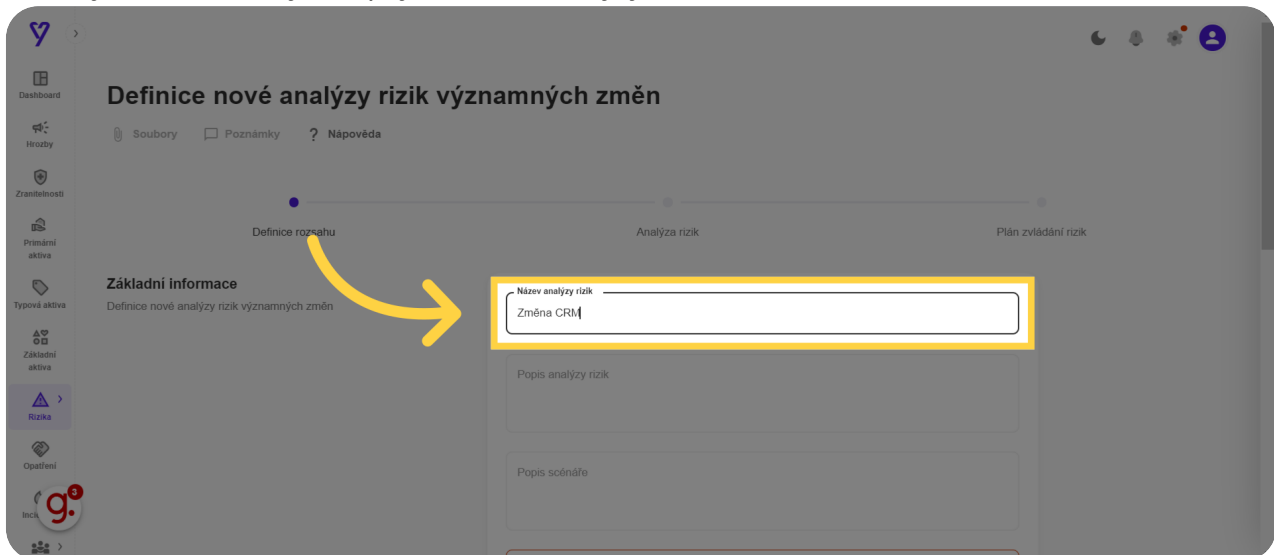 Dashboard
Hrozby
Zranitelnosti
Primární
aktiva
Typová aktiva
Základní
aktiva
Rizika
Opatření
g.
3
Definice nové analýzy rizik významných změn
Soubory
Poznámky
? Nápověda
Definice rozsahu
Analýza rizik
Plán zvládání rizik
Základní informace
Definice nové analýzy rizik významných změn
Název analýzy rizik
Změna CRM
Popis analýzy rizik
Popis scénáře